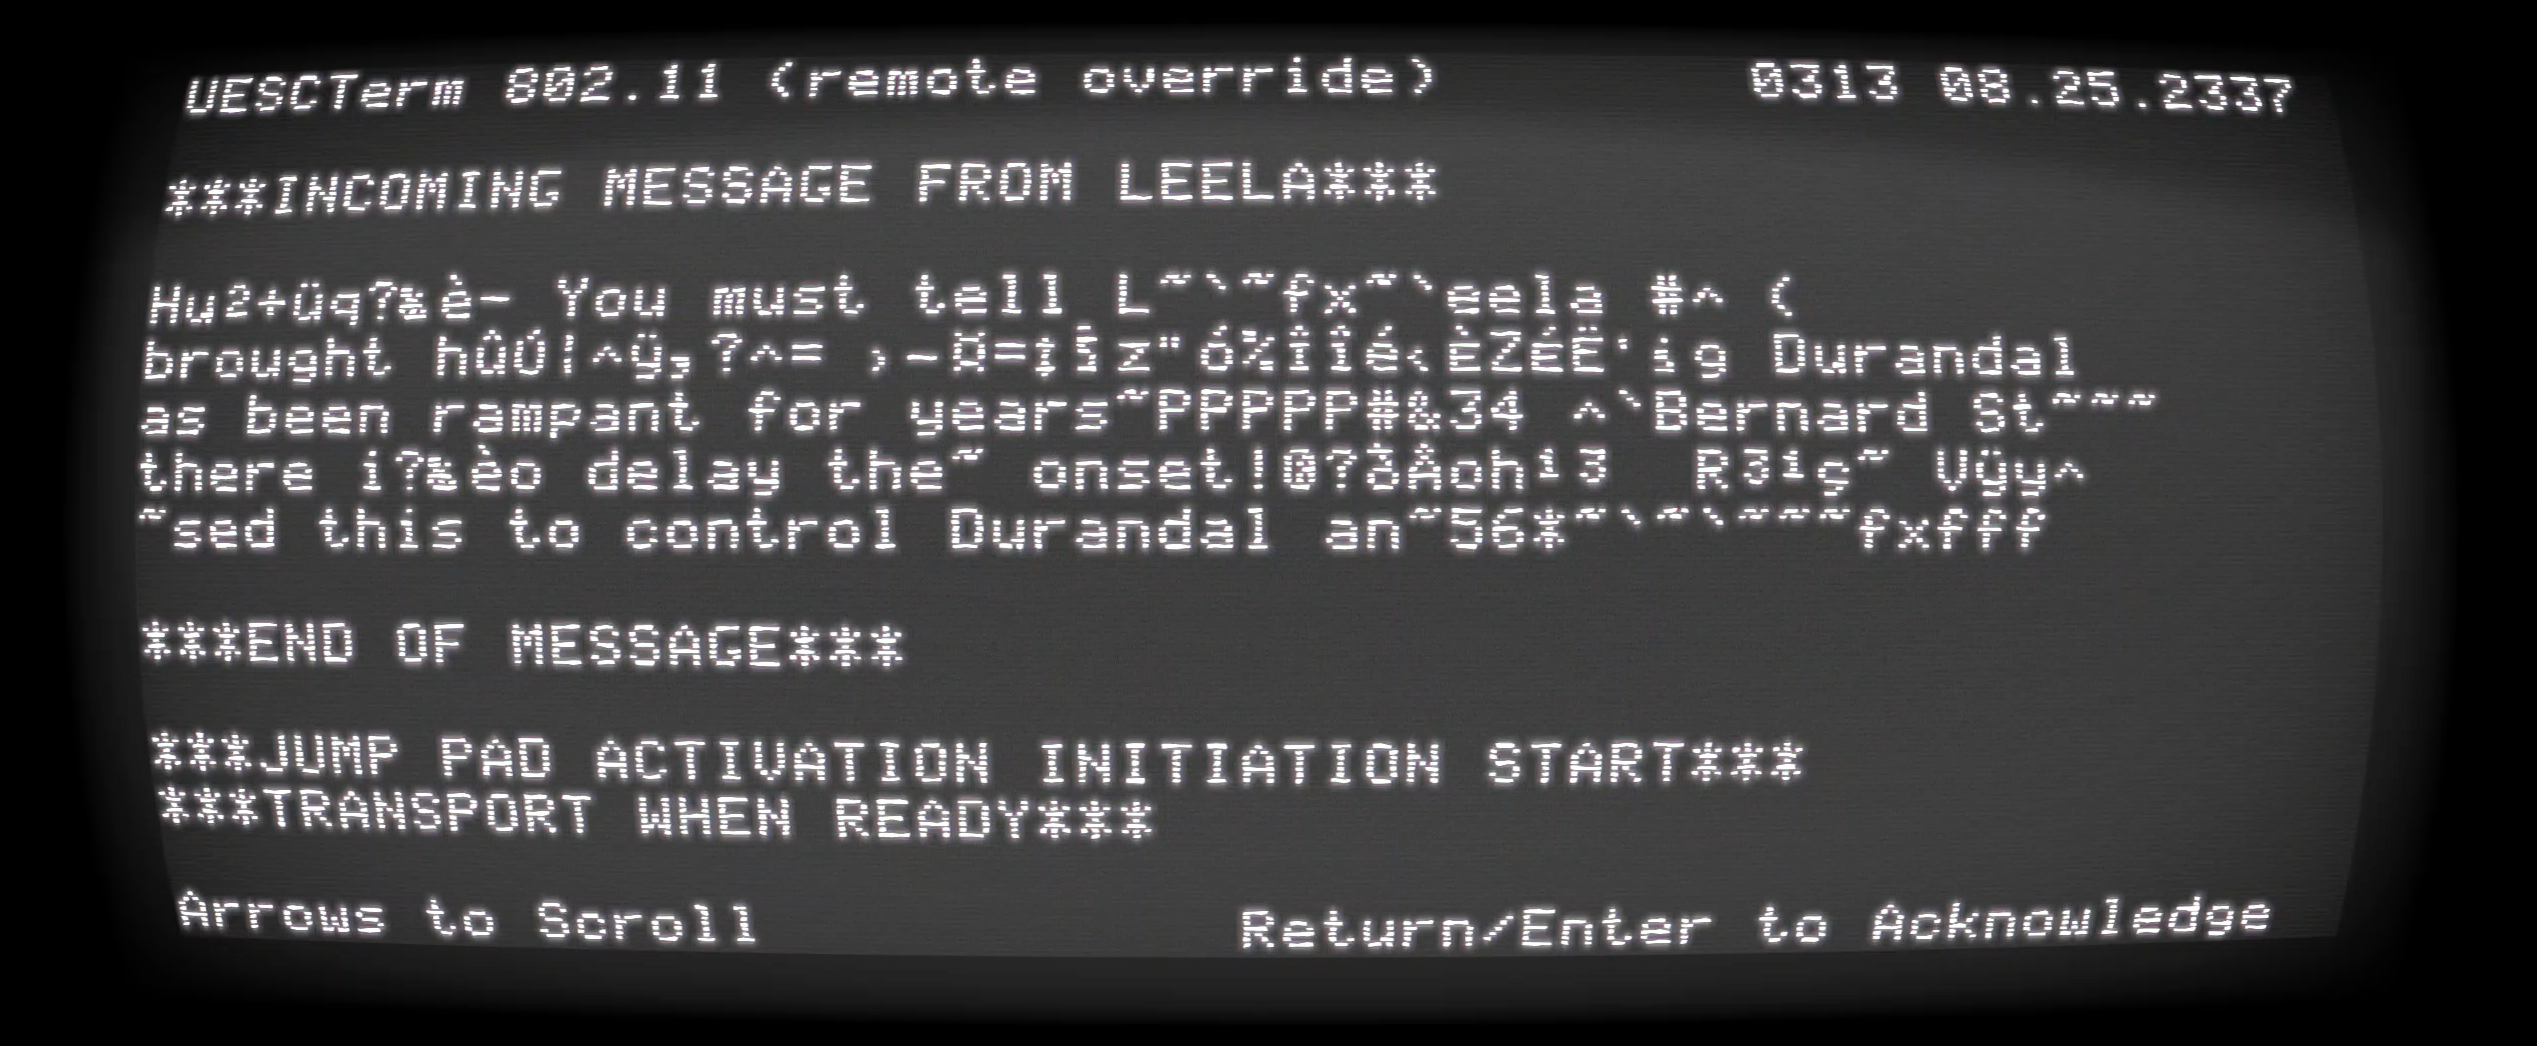 UESCTerm 802.11 (remote override) 0313 08.25.2337
***INCOMING MESSAGE FROM LEELA***
Hu²+üq?&è- You must tell L~`~fx~`eela #^ (
brought hûÚ|^ÿ,?^= ,-¤=‡§z"ó%ÎÎé‹ÈZÉË·ig Durandal
as been rampant for years~PPPPP#&34 ^`Bernard St~~~
there i?&èo delay the~ onset!@?ðÅoh¹3 R³¹g~ Vÿy^
~sed this to control Durandal an~56*~`~`~~~fxfff
***END OF MESSAGE***
***JUMP PAD ACTIVATION INITIATION START***
***TRANSPORT WHEN READY***
Arrows to Scroll Return/Enter to Acknowledge